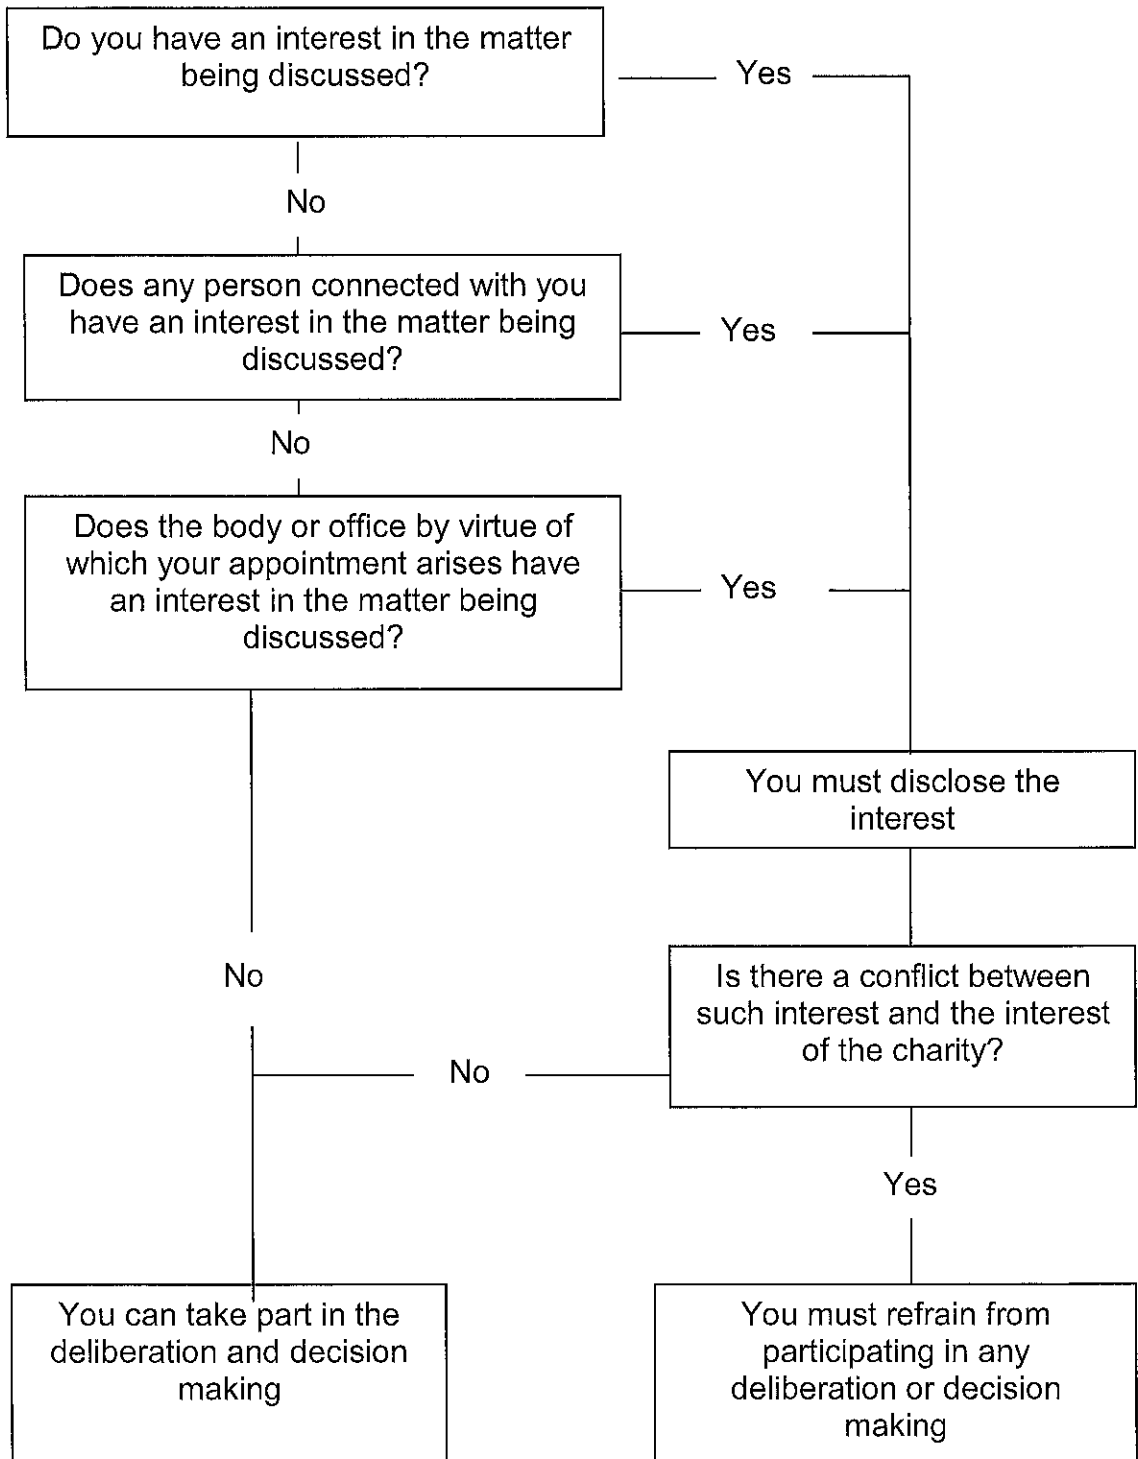 Do you have an interest in the matter
being discussed?
Yes
No
Does any person connected with you
have an interest in the matter being
discussed?
Yes
No
Does the body or office by virtue of
which your appointment arises have
an interest in the matter being
discussed?
Yes
You must disclose the
interest
No
Is there a conflict between
such interest and the interest
of the charity?
No
Yes
You can take part in the
deliberation and decision
making
You must refrain from
participating in any
deliberation or decision
making